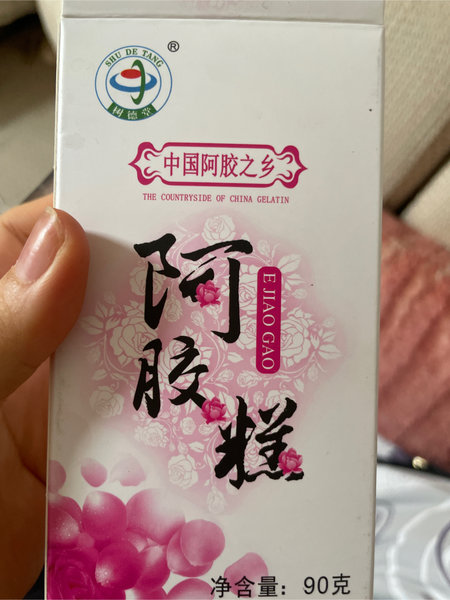 SHU DE TANG
®
树德堂
中国阿胶之乡
THE COUNTRYSIDE OF CHINA GELATIN
阿胶糕
E JIAO GAO
净含量：90克